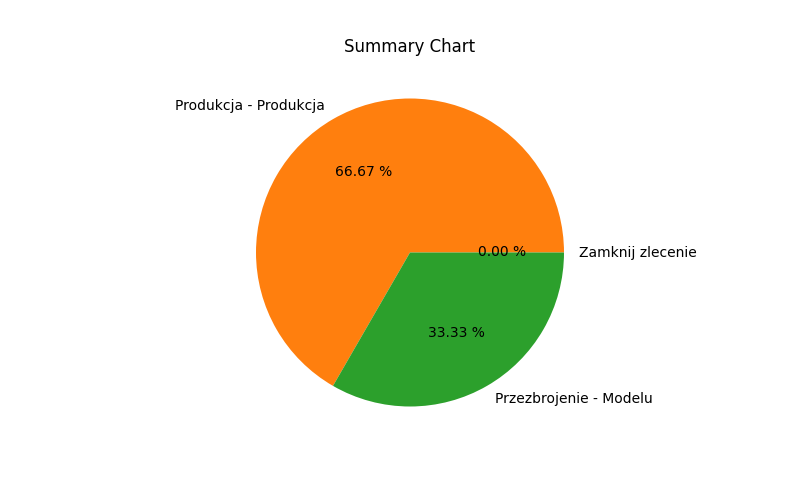 Summary Chart
Produkcja - Produkcja
66.67 %
0.00 %
Zamknij zlecenie
33.33 %
Przezbrojenie - Modelu